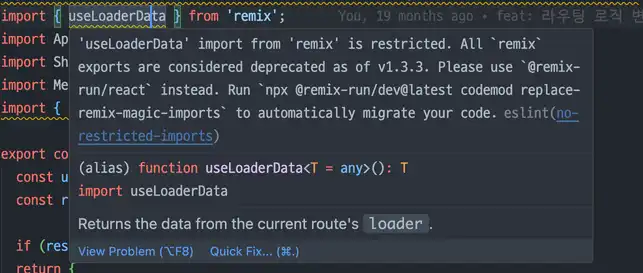 import { useLoaderData } from 'remix'; You, 19 months ago • feat: 라우팅 로직 변
import Ap
import Sh
import Me
import {
'useLoaderData' import from 'remix' is restricted. All `remix`
exports are considered deprecated as of v1.3.3. Please use `@remix-
run/react` instead. Run `npx @remix-run/dev@latest codemod replace-
remix-magic-imports` to automatically migrate your code. eslint(no-
restricted-imports)
export co
(alias) function useLoaderData<T = any>(): T
const u
import useLoaderData
const r
Returns the data from the current route's loader.
if (res
View Problem (⌥F8) Quick Fix... (⌘.)
return {